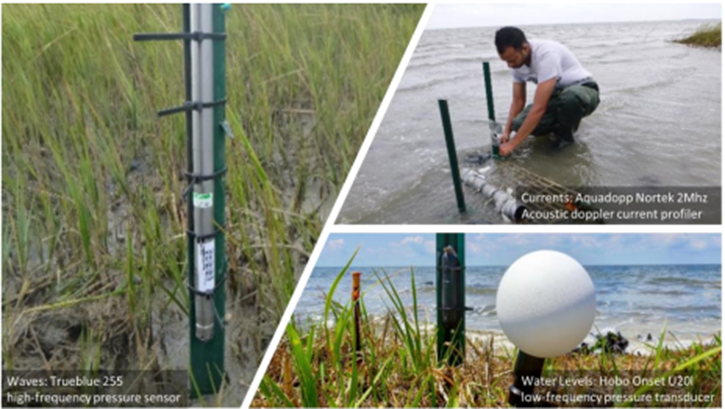 Currents: Aquadopp Nortek 2Mhz
Acoustic doppler current profiler
Waves: Trueblue 255
high-frequency pressure sensor
Water Levels: Hobo Onset U20l
low-frequency pressure transducer